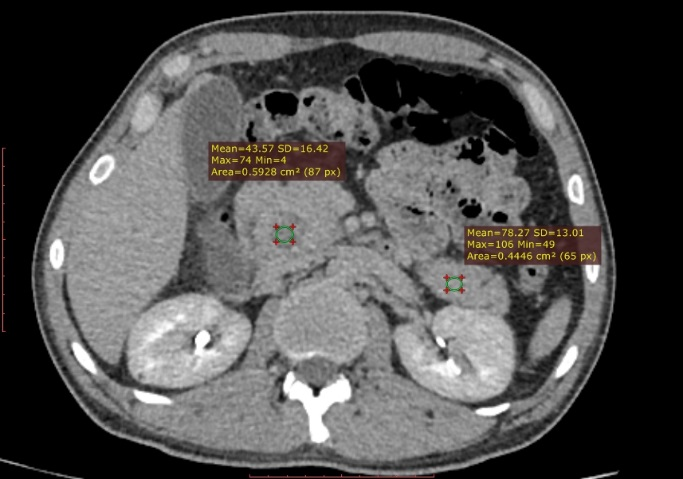 Mean=43.57 SD=16.42
Max=74 Min=4
Area=0.5928 cm² (87 px)
Mean=78.27 SD=13.01
Max=106 Min=49
Area=0.4446 cm² (65 px)